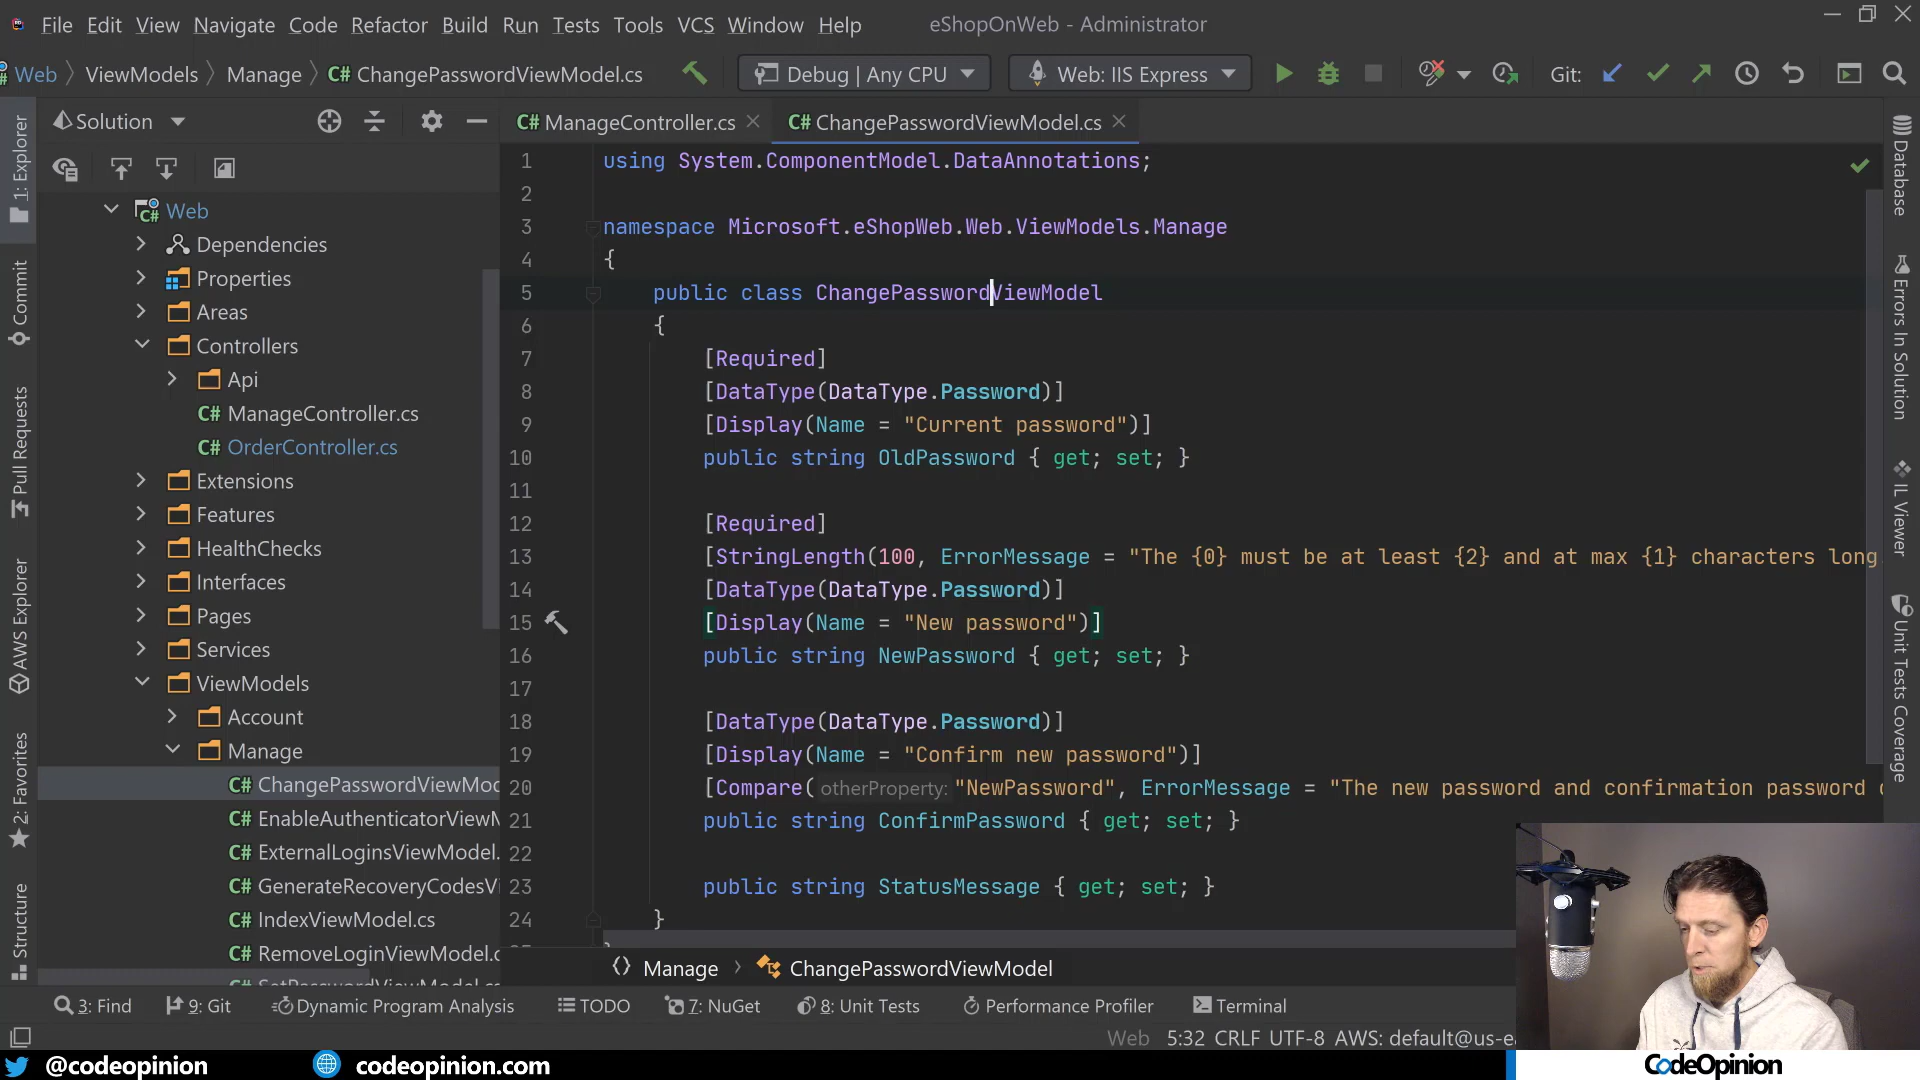 File Edit View Navigate Code Refactor Build Run Tests Tools VCS Window Help eShopOnWeb - Administrator
Web ViewModels Manage C# ChangePasswordViewModel.cs Debug | Any CPU Web: IIS Express Git:
Solution
C# ManageController.cs C# ChangePasswordViewModel.cs
1: Explorer
Commit
Pull Requests
AWS Explorer
2: Favorites
Structure
C# Web
Dependencies
Properties
Areas
Controllers
Api
C# ManageController.cs
C# OrderController.cs
Extensions
Features
HealthChecks
Interfaces
Pages
Services
ViewModels
Account
Manage
C# ChangePasswordViewMod
C# EnableAuthenticatorViewM
C# ExternalLoginsViewModel.
C# GenerateRecoveryCodesVi
C# IndexViewModel.cs
C# RemoveLoginViewModel.c
1 using System.ComponentModel.DataAnnotations;
2
3 namespace Microsoft.eShopWeb.Web.ViewModels.Manage
4 {
5 public class ChangePasswordViewModel
6 {
7 [Required]
8 [DataType(DataType.Password)]
9 [Display(Name = "Current password")]
10 public string OldPassword { get; set; }
11
12 [Required]
13 [StringLength(100, ErrorMessage = "The {0} must be at least {2} and at max {1} characters long.
14 [DataType(DataType.Password)]
15 [Display(Name = "New password")]
16 public string NewPassword { get; set; }
17
18 [DataType(DataType.Password)]
19 [Display(Name = "Confirm new password")]
20 [Compare( otherProperty: "NewPassword", ErrorMessage = "The new password and confirmation password
21 public string ConfirmPassword { get; set; }
22
23 public string StatusMessage { get; set; }
24 }
Manage ChangePasswordViewModel
Database
Errors In Solution
IL Viewer
Unit Tests Coverage
3: Find 9: Git Dynamic Program Analysis TODO 7: NuGet 8: Unit Tests Performance Profiler Terminal
Web 5:32 CRLF UTF-8 AWS: default@us-ea
@codeopinion codeopinion.com
CodeOpinion